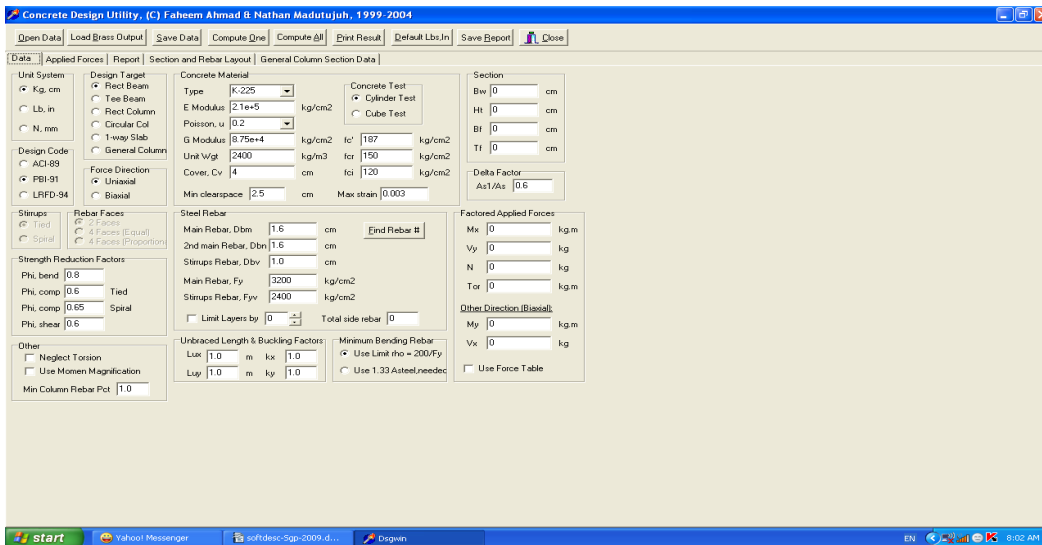 Concrete Design Utility, (C) Faheem Ahmad & Nathan Madutujuh, 1999-2004
Open Data Load Brass Output Save Data Compute One Compute All Print Result Default Lbs,In Save Report Close
Data Applied Forces Report Section and Rebar Layout General Column Section Data
Unit System
Kg, cm
Lb, in
N, mm
Design Code
ACI-89
PBI-91
LRFD-94
Design Target
Rect Beam
Tee Beam
Rect Column
Circular Col
1-way Slab
General Column
Force Direction
Uniaxial
Biaxial
Concrete Material
Type K-225
E Modulus 2.1e+5 kg/cm2
Poisson, u 0.2
G Modulus 8.75e+4 kg/cm2
Unit Wgt 2400 kg/m3
Cover, Cv 4 cm
Min clearspace 2.5 cm
Concrete Test
Cylinder Test
Cube Test
fc' 187 kg/cm2
fcr 150 kg/cm2
fci 120 kg/cm2
Max strain 0.003
Section
Bw 0 cm
Ht 0 cm
Bf 0 cm
Tf 0 cm
Delta Factor
As1/As 0.6
Stirrups
Tied
Spiral
Rebar Faces
2 Faces
4 Faces (Equal)
4 Faces (Proportion
Strength Reduction Factors
Phi, bend 0.8
Phi, comp 0.6 Tied
Phi, comp 0.65 Spiral
Phi, shear 0.6
Other
Neglect Torsion
Use Momen Magnification
Min Column Rebar Pct 1.0
Steel Rebar
Main Rebar, Dbm 1.6 cm Find Rebar #
2nd main Rebar, Dbn 1.6 cm
Stirrups Rebar, Dbv 1.0 cm
Main Rebar, Fy 3200 kg/cm2
Stirrups Rebar, Fyv 2400 kg/cm2
Limit Layers by 0 Total side rebar 0
Unbraced Length & Buckling Factors
Lux 1.0 m kx 1.0
Luy 1.0 m ky 1.0
Minimum Bending Rebar
Use Limit rho = 200/Fy
Use 1.33 Asteel,needec
Factored Applied Forces
Mx 0 kg.m
Vy 0 kg
N 0 kg
Tor 0 kg.m
Other Direction (Biaxial):
My 0 kg.m
Vx 0 kg
Use Force Table
start Yahoo! Messenger softdesc-Sgp-2009.d... Dsgwin EN 8:02 AM